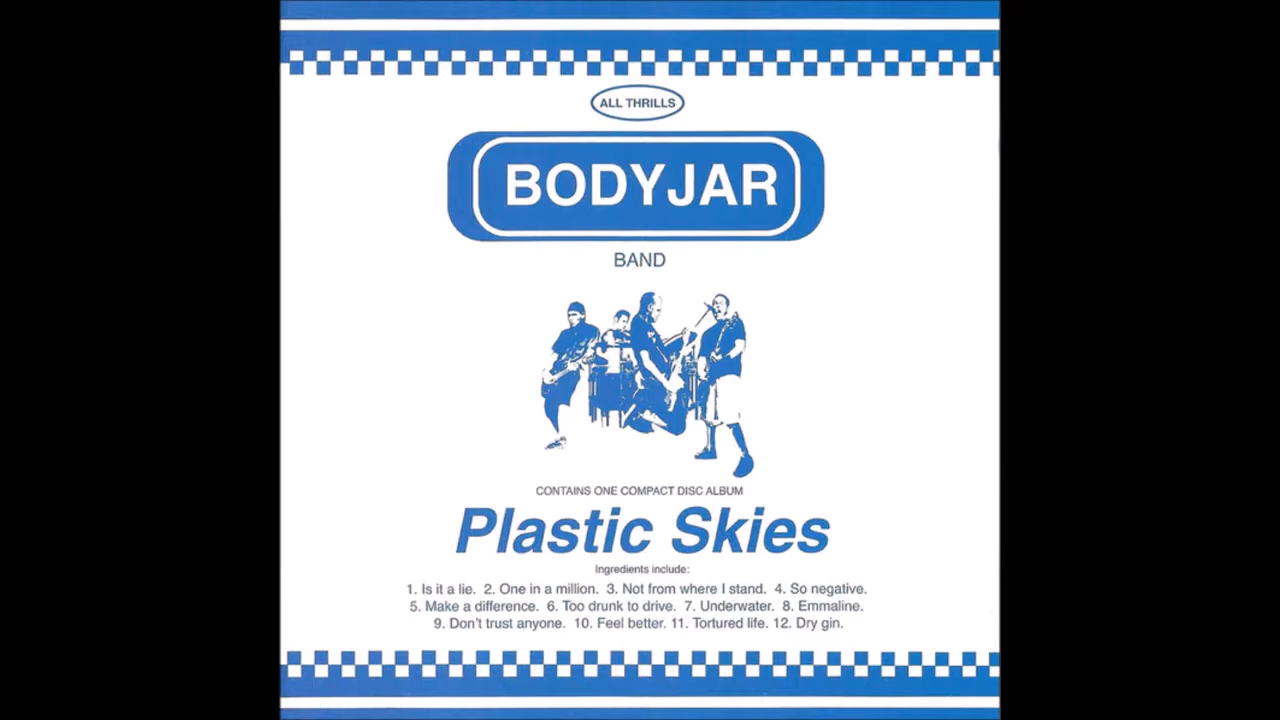 ALL THRILLS
BODYJAR
BAND
CONTAINS ONE COMPACT DISC ALBUM
Plastic Skies
Ingredients include:
1. Is it a lie. 2. One in a million. 3. Not from where I stand. 4. So negative.
5. Make a difference. 6. Too drunk to drive. 7. Underwater. 8. Emmaline.
9. Don't trust anyone. 10. Feel better. 11. Tortured life. 12. Dry gin.